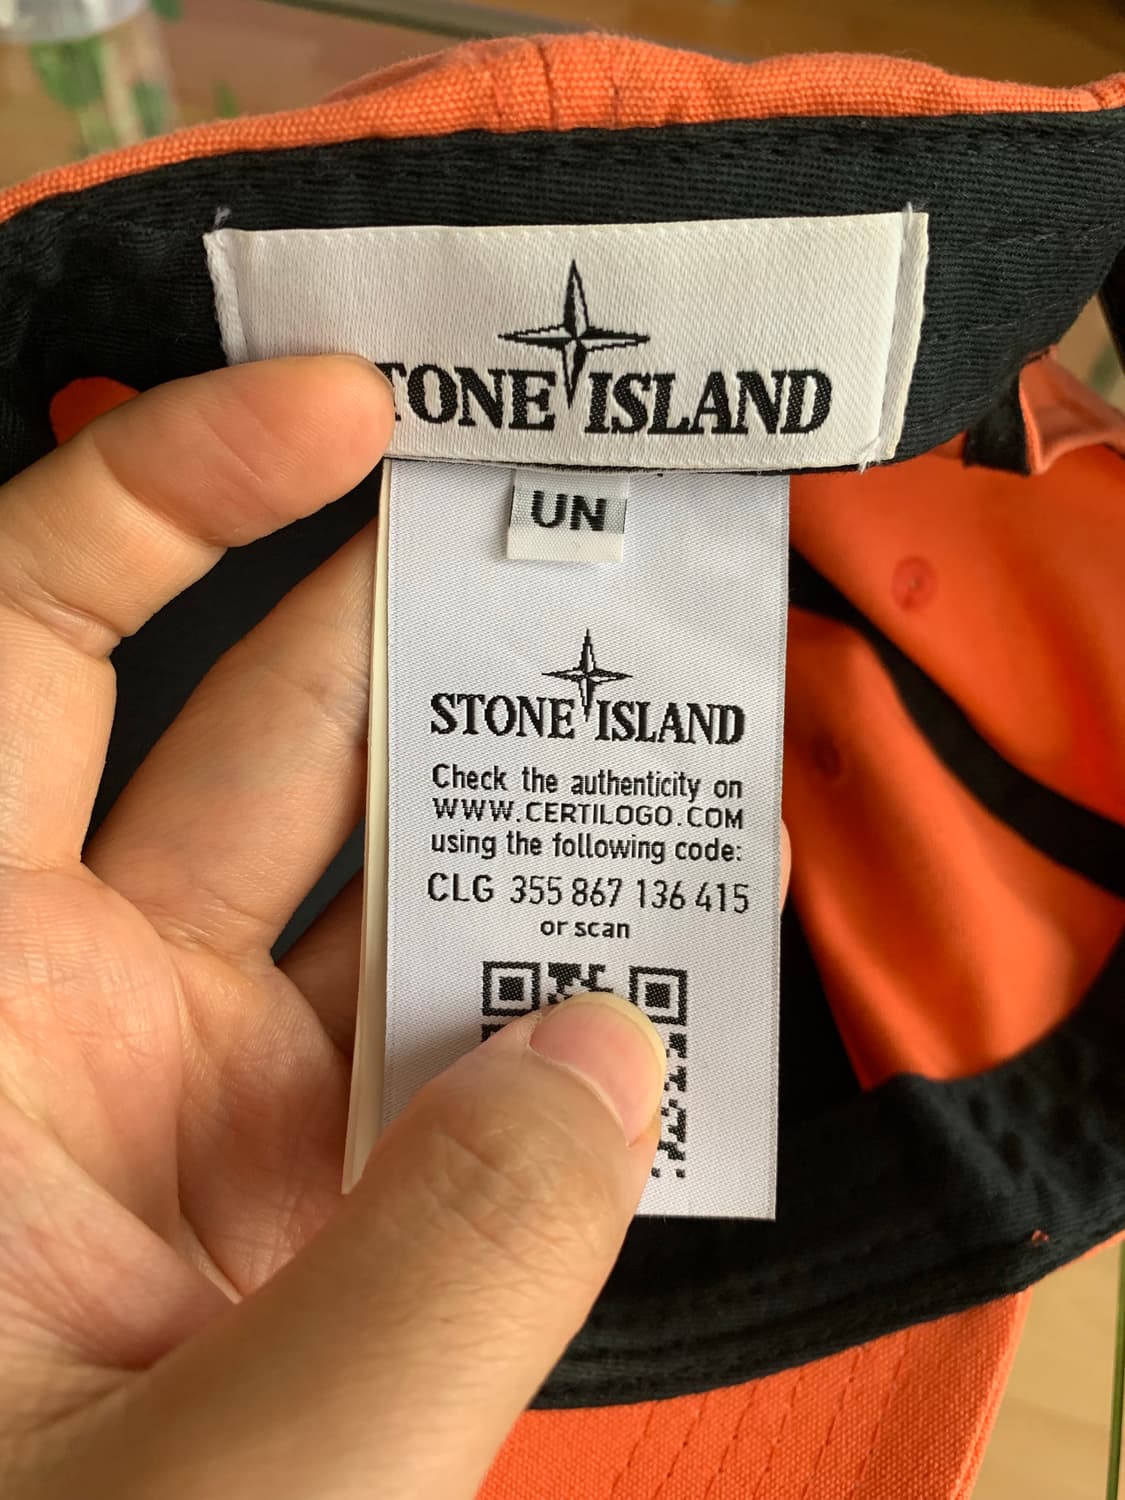 TONE ISLAND
UN
STONE ISLAND
Check the authenticity on
WWW.CERTILOGO.COM
using the following code:
CLG 355 867 136 415
or scan